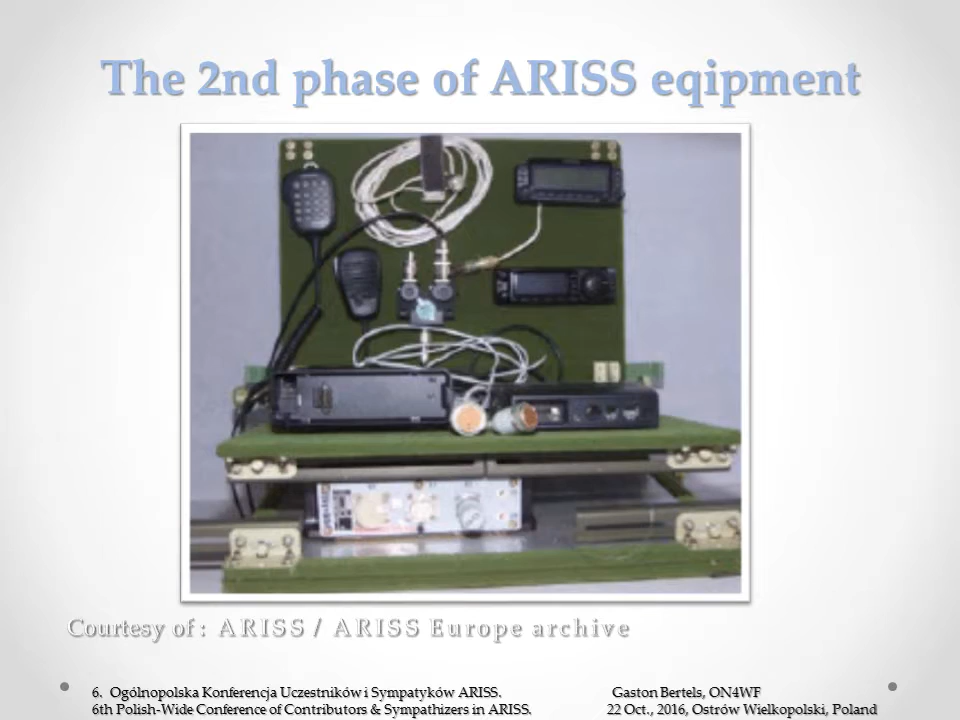 The 2nd phase of ARISS eqipment
Courtesy of : ARISS / ARISS Europe archive
6. Ogólnopolska Konferencja Uczestników i Sympatyków ARISS. Gaston Bertels, ON4WF
6th Polish-Wide Conference of Contributors & Sympathizers in ARISS. 22 Oct., 2016, Ostrów Wielkopolski, Poland